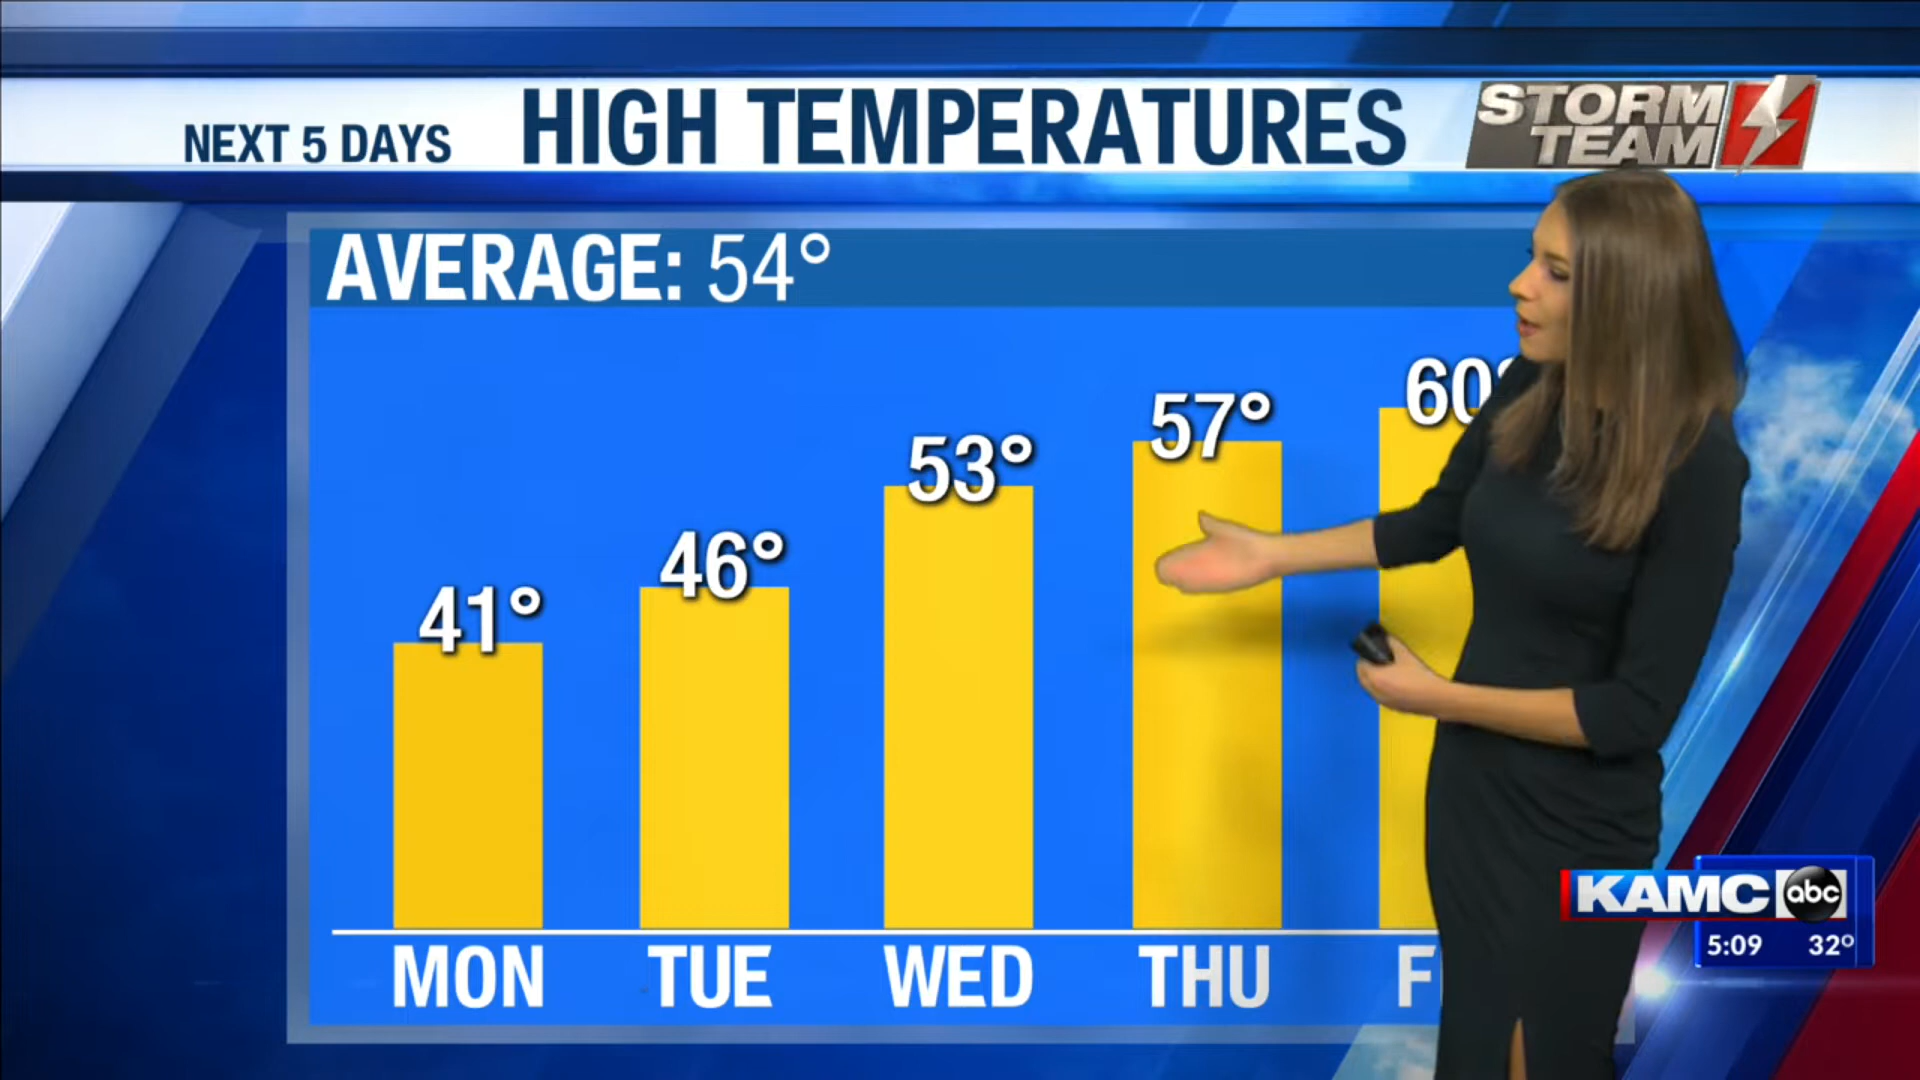 NEXT 5 DAYS HIGH TEMPERATURES
STORM
TEAM
AVERAGE: 54°
41°
46°
53°
57°
60°
MON TUE WED THU F
KAMC abc
5:09 32°